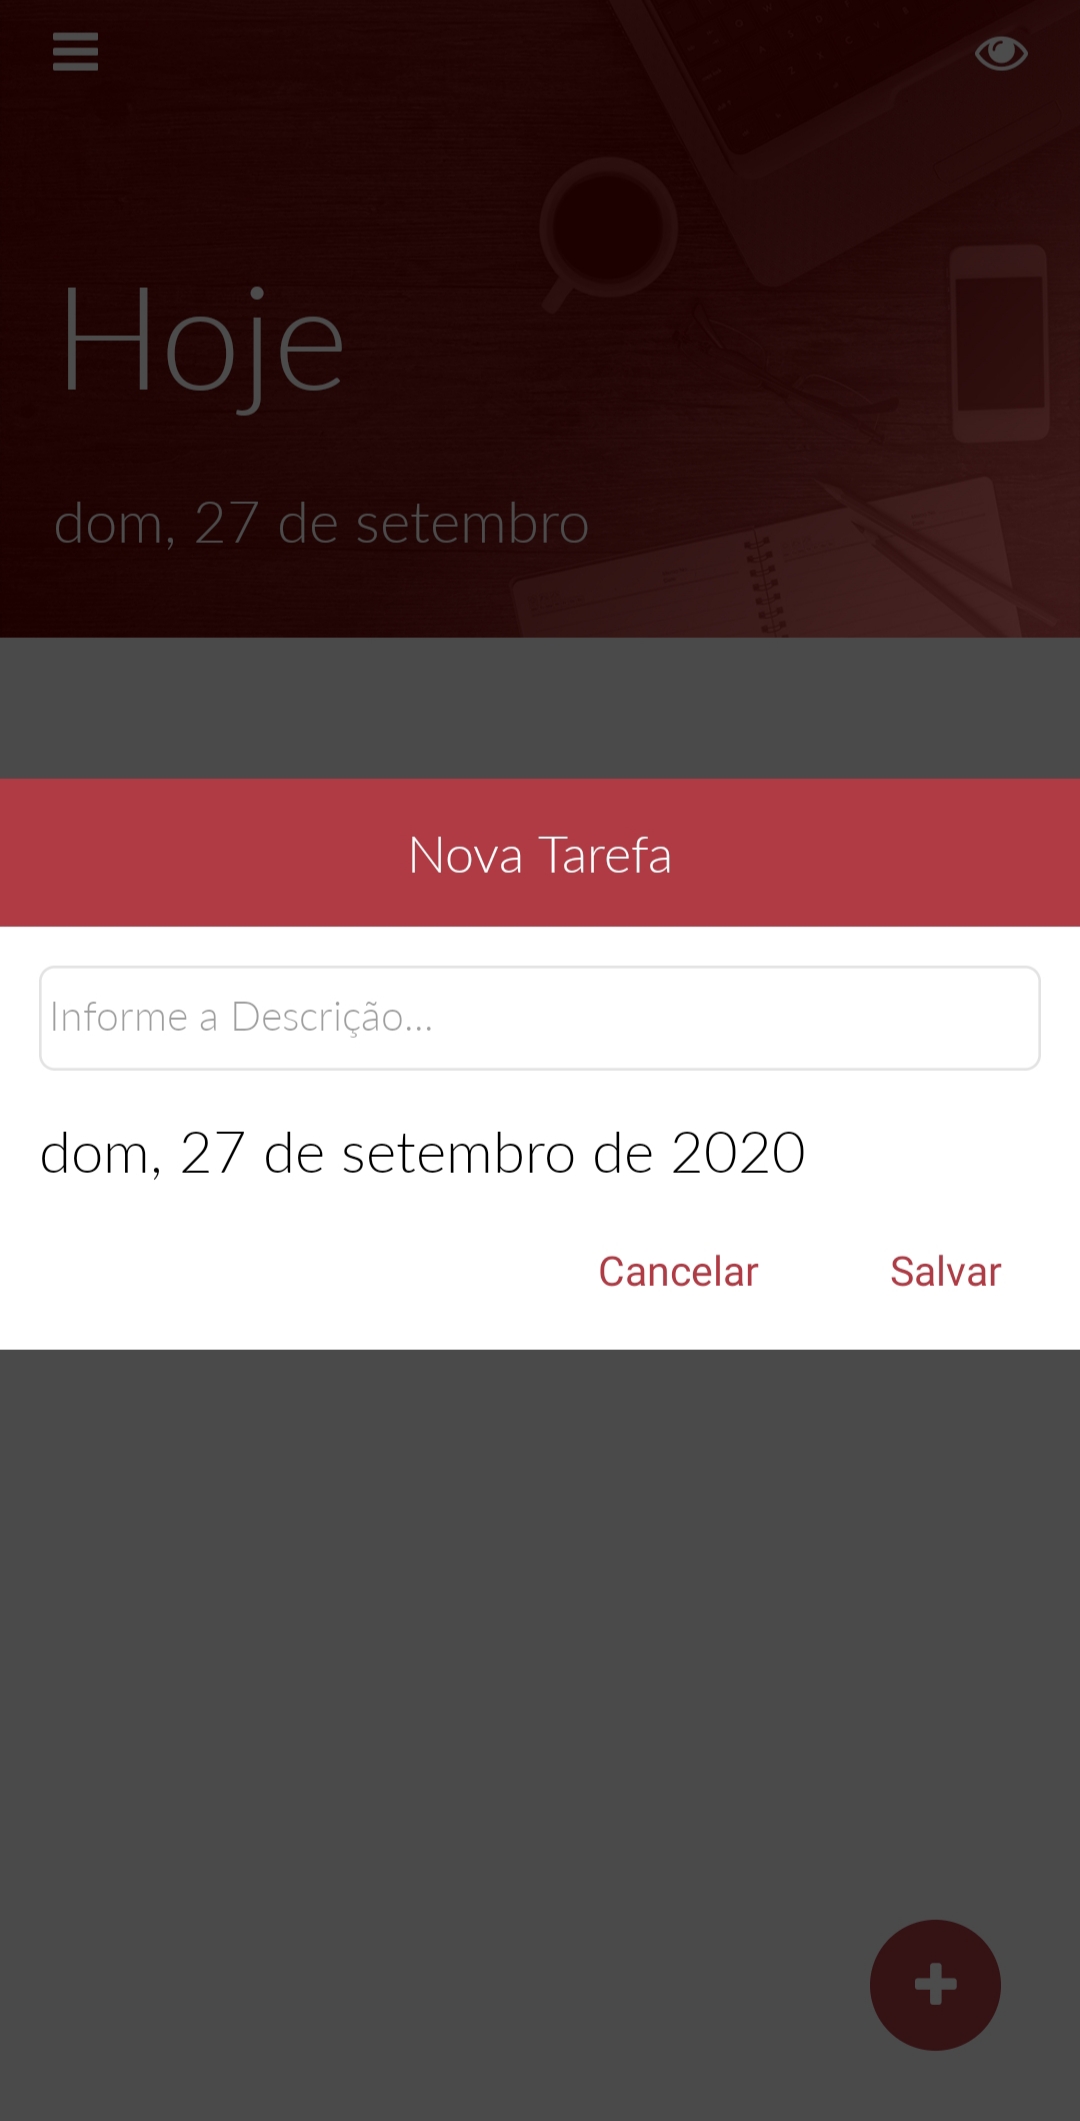 Hoje
dom, 27 de setembro
Nova Tarefa
Informe a Descrição...
dom, 27 de setembro de 2020
Cancelar Salvar